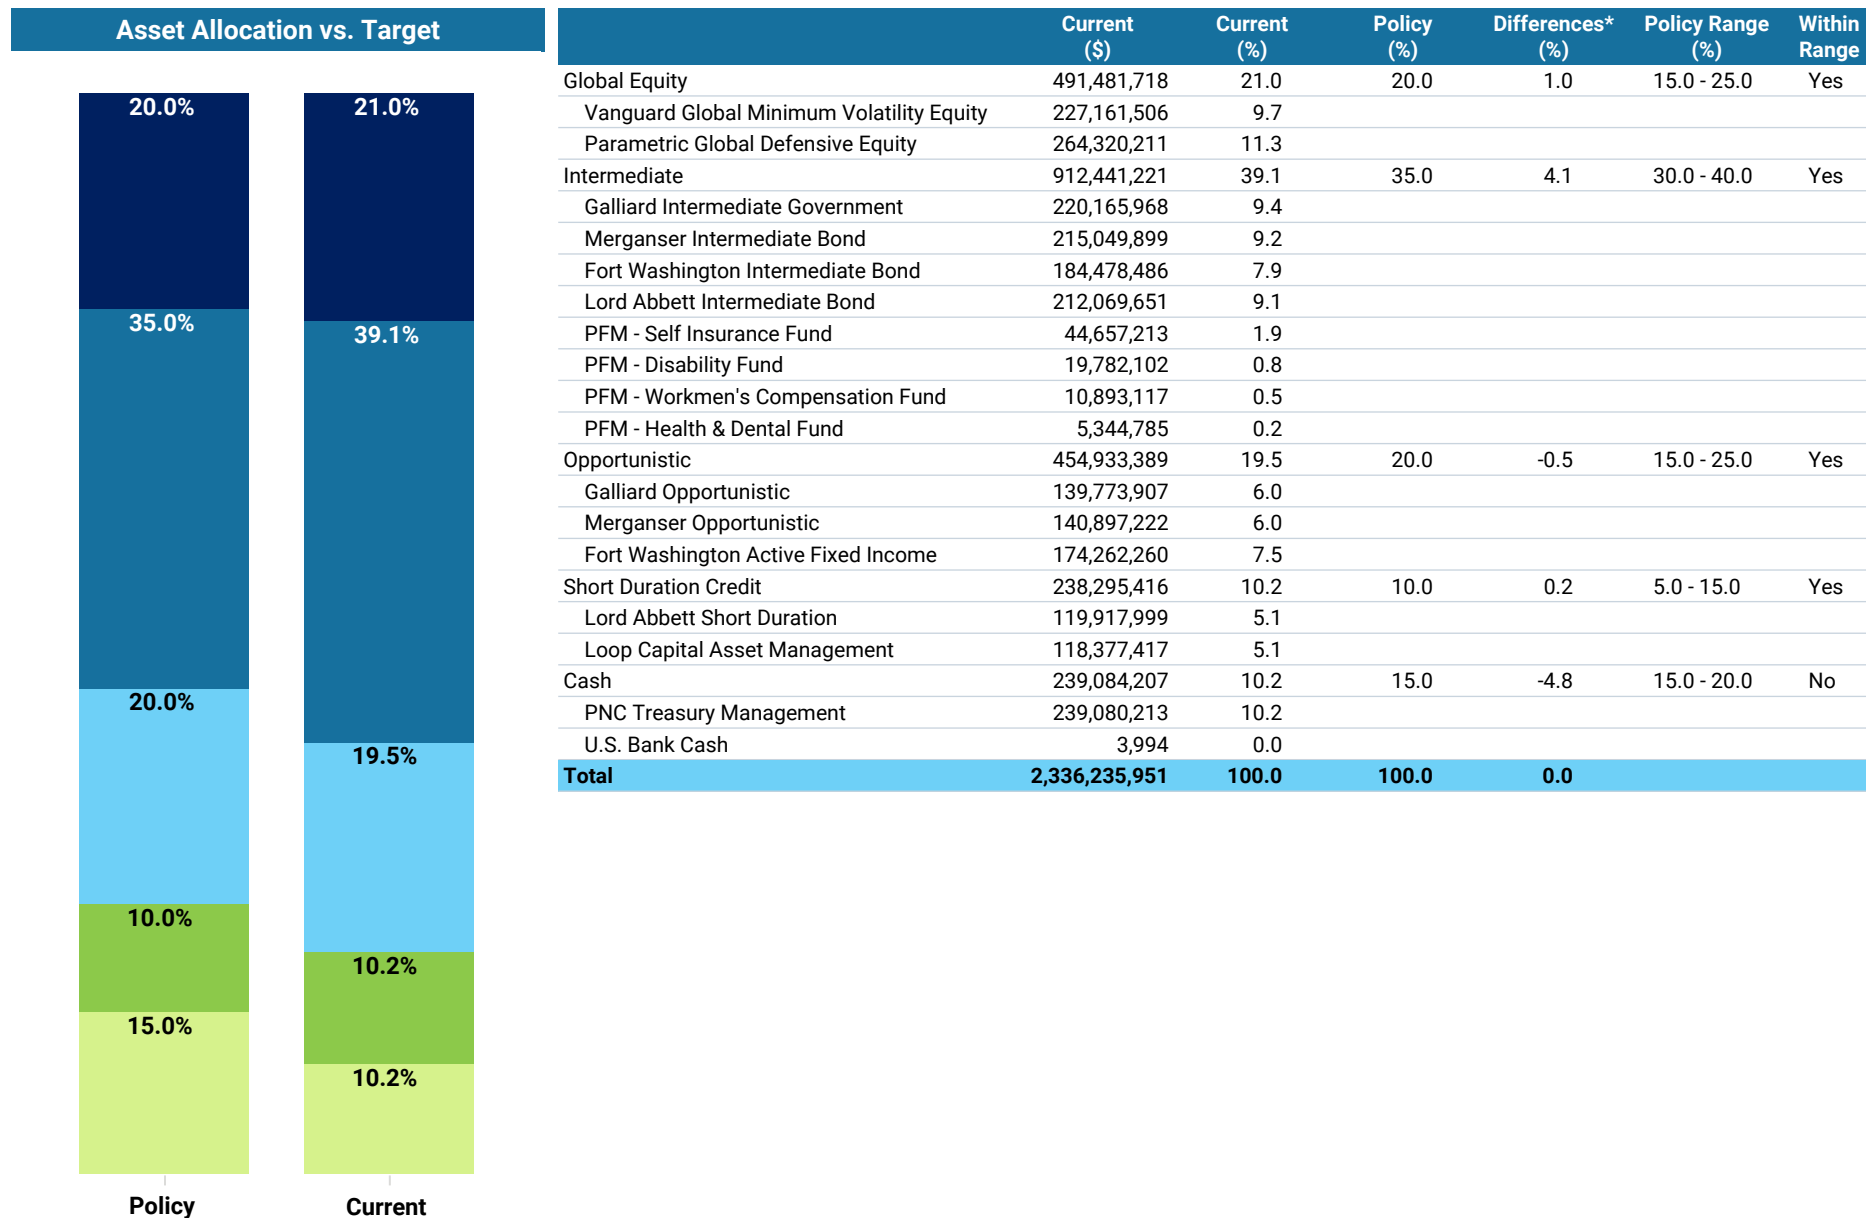 Asset Allocation vs. Target
20.0%
35.0%
20.0%
10.0%
15.0%
Policy
21.0%
39.1%
19.5%
10.2%
10.2%
Current
Current ($) Current (%) Policy (%) Differences* (%) Policy Range (%) Within Range
Global Equity 491,481,718 21.0 20.0 1.0 15.0 - 25.0 Yes
Vanguard Global Minimum Volatility Equity 227,161,506 9.7
Parametric Global Defensive Equity 264,320,211 11.3
Intermediate 912,441,221 39.1 35.0 4.1 30.0 - 40.0 Yes
Galliard Intermediate Government 220,165,968 9.4
Merganser Intermediate Bond 215,049,899 9.2
Fort Washington Intermediate Bond 184,478,486 7.9
Lord Abbett Intermediate Bond 212,069,651 9.1
PFM - Self Insurance Fund 44,657,213 1.9
PFM - Disability Fund 19,782,102 0.8
PFM - Workmen's Compensation Fund 10,893,117 0.5
PFM - Health & Dental Fund 5,344,785 0.2
Opportunistic 454,933,389 19.5 20.0 -0.5 15.0 - 25.0 Yes
Galliard Opportunistic 139,773,907 6.0
Merganser Opportunistic 140,897,222 6.0
Fort Washington Active Fixed Income 174,262,260 7.5
Short Duration Credit 238,295,416 10.2 10.0 0.2 5.0 - 15.0 Yes
Lord Abbett Short Duration 119,917,999 5.1
Loop Capital Asset Management 118,377,417 5.1
Cash 239,084,207 10.2 15.0 -4.8 15.0 - 20.0 No
PNC Treasury Management 239,080,213 10.2
U.S. Bank Cash 3,994 0.0
Total 2,336,235,951 100.0 100.0 0.0